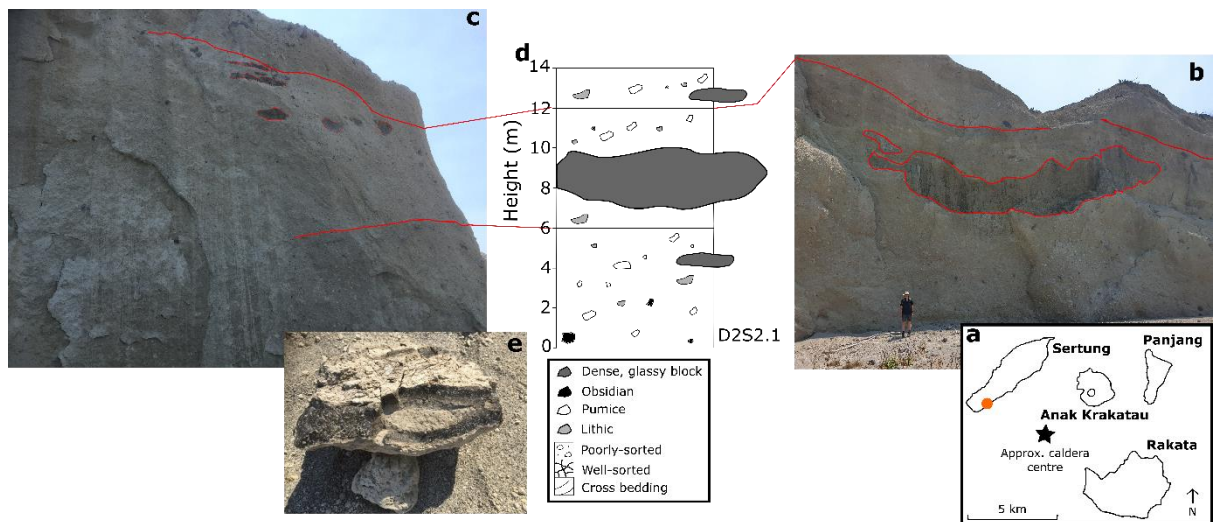 c
d
14
12
10
8
6
4
2
0
Height (m)
D2S2.1
b
e
Dense, glassy block
Obsidian
Pumice
Lithic
Poorly-sorted
Well-sorted
Cross bedding
a
Sertung
Panjang
Anak Krakatau
Approx. caldera
centre
Rakata
5 km
N